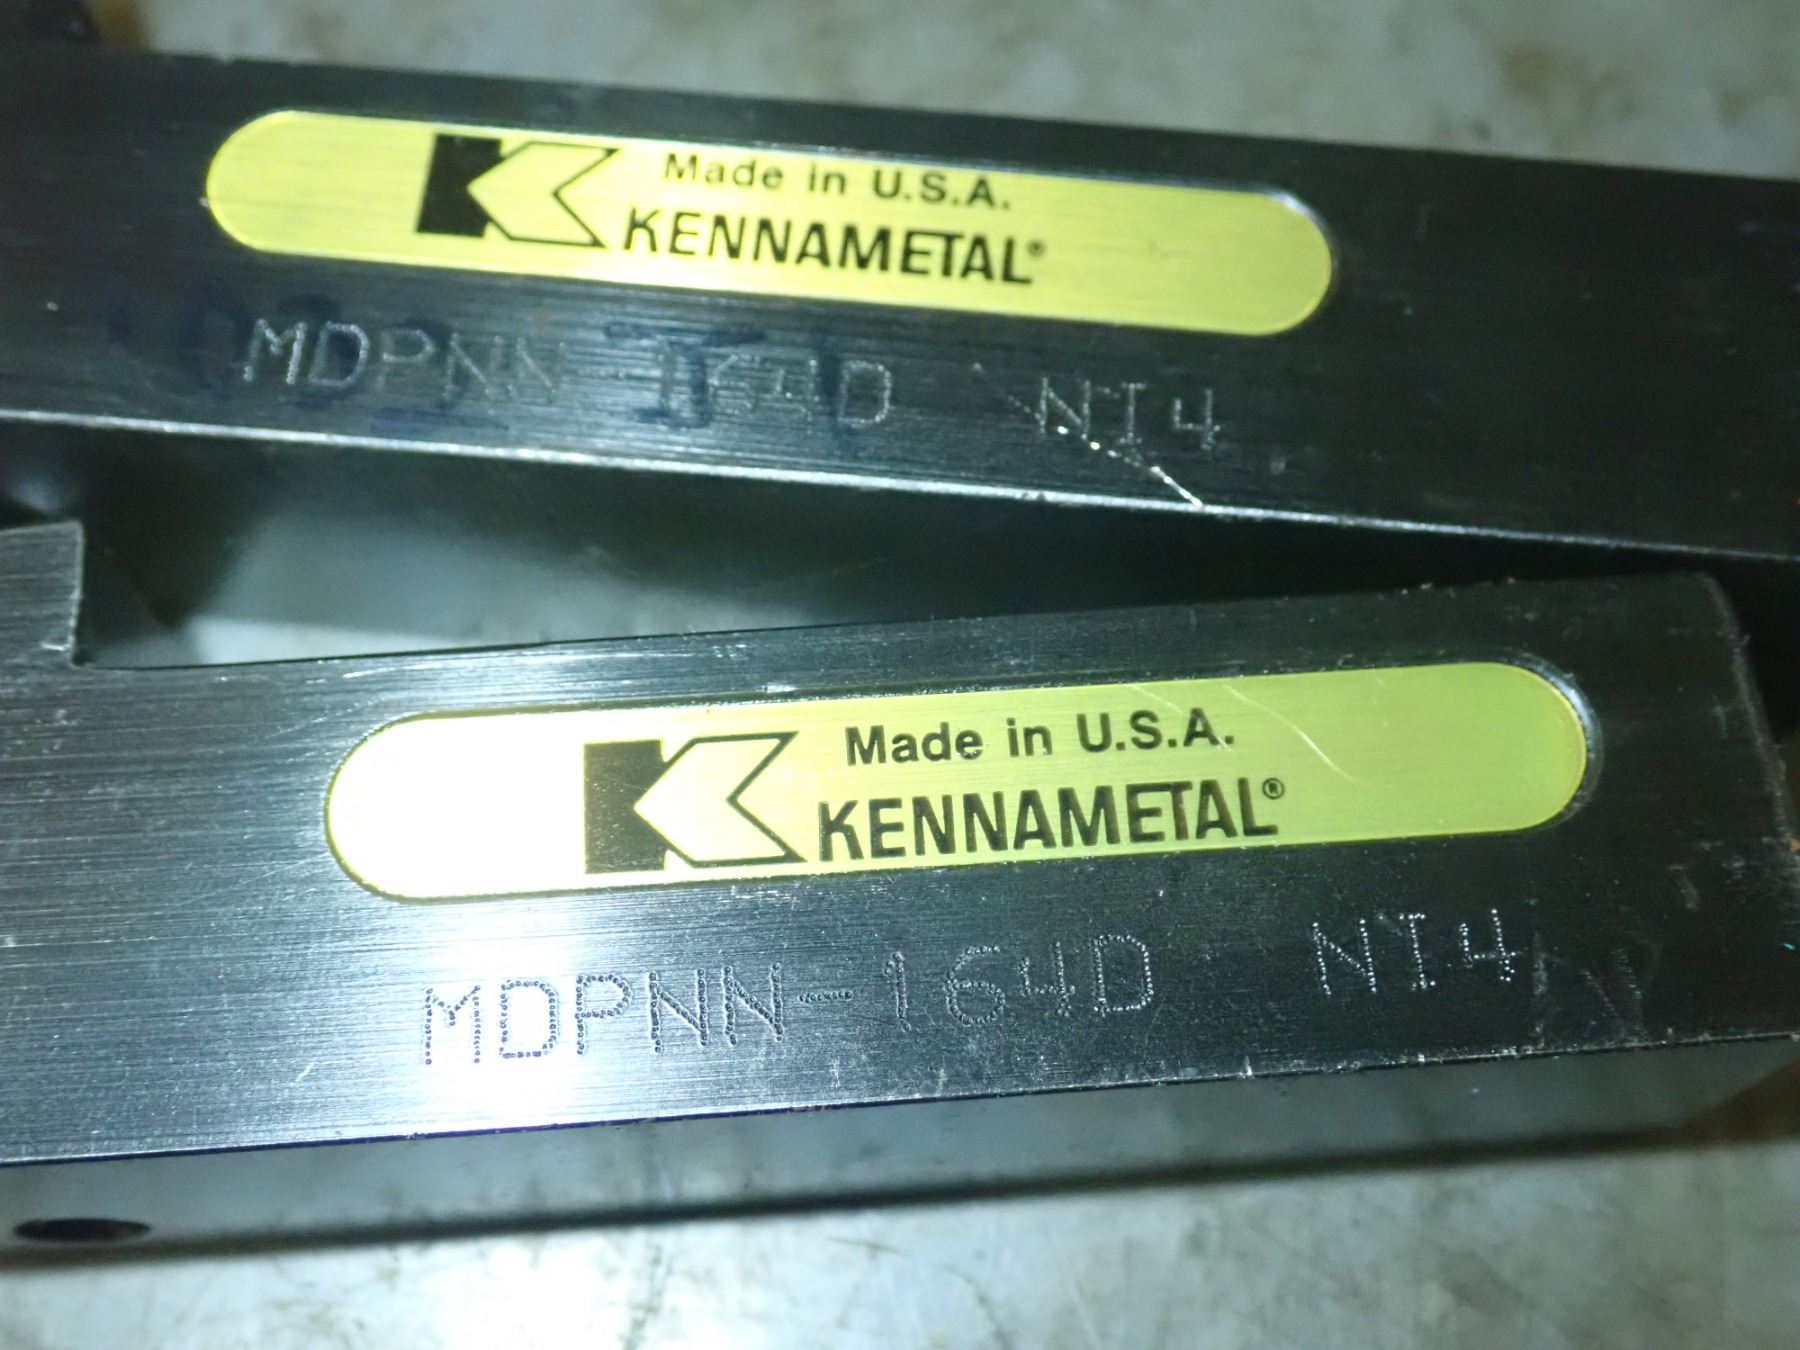 Made in U.S.A.
KENNAMETAL®
MDPNN 164D NI4
Made in U.S.A.
KENNAMETAL®
MDPNN-164D NI4